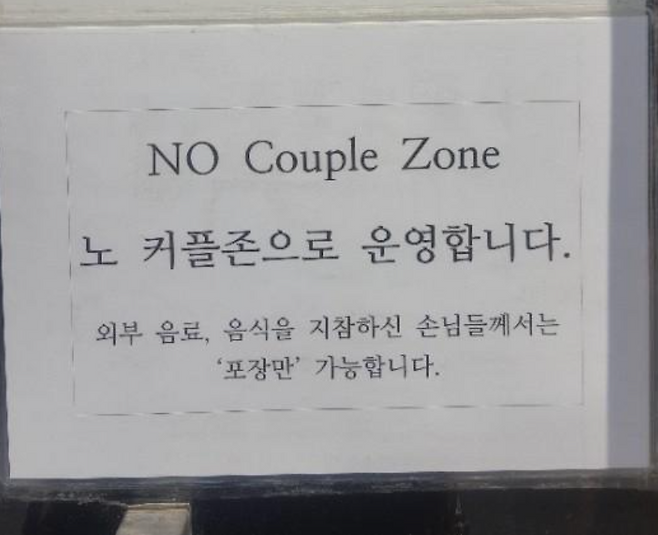 NO Couple Zone
노 커플존으로 운영합니다.
외부 음료, 음식을 지참하신 손님들께서는
‘포장만’ 가능합니다.